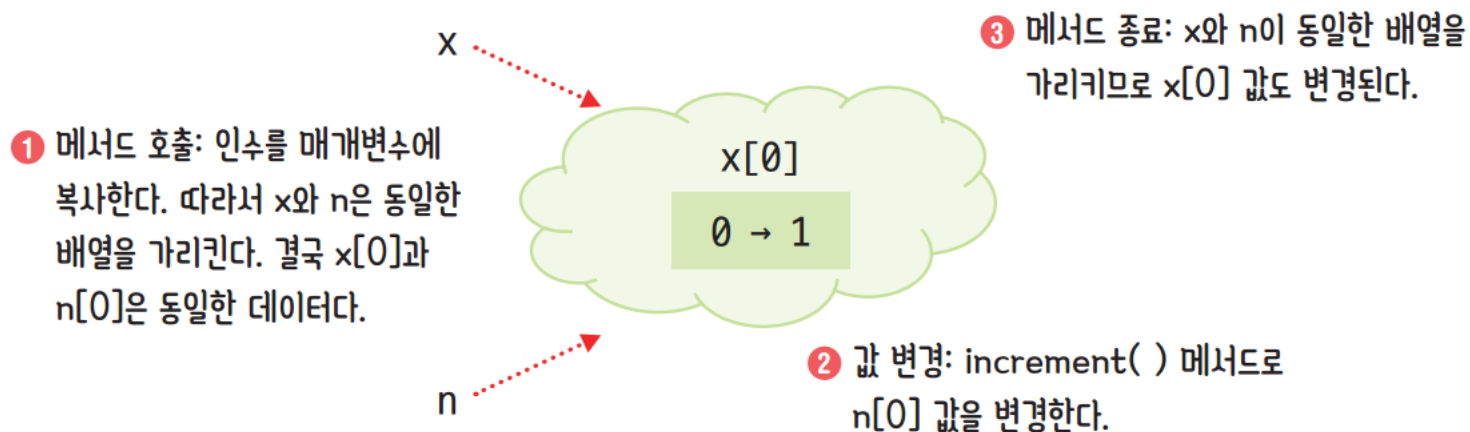 x
❸ 메서드 종료: x와 n이 동일한 배열을
가리키므로 x[0] 값도 변경된다.
❶ 메서드 호출: 인수를 매개변수에
복사한다. 따라서 x와 n은 동일한
배열을 가리킨다. 결국 x[0]과
n[0]은 동일한 데이터다.
x[0]
0 → 1
❷ 값 변경: increment( ) 메서드로
n[0] 값을 변경한다.
n